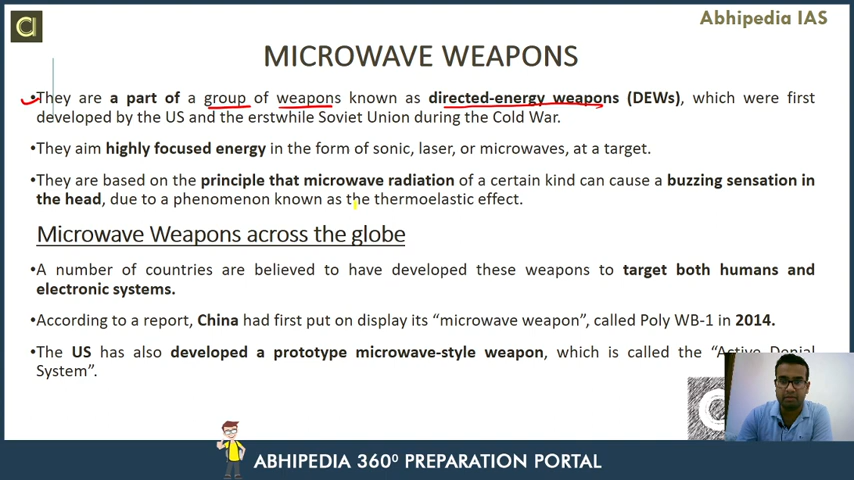 Abhipedia IAS
MICROWAVE WEAPONS
•They are a part of a group of weapons known as directed-energy weapons (DEWs), which were first
developed by the US and the erstwhile Soviet Union during the Cold War.
•They aim highly focused energy in the form of sonic, laser, or microwaves, at a target.
•They are based on the principle that microwave radiation of a certain kind can cause a buzzing sensation in
the head, due to a phenomenon known as the thermoelastic effect.
Microwave Weapons across the globe
•A number of countries are believed to have developed these weapons to target both humans and
electronic systems.
•According to a report, China had first put on display its “microwave weapon”, called Poly WB-1 in 2014.
•The US has also developed a prototype microwave-style weapon, which is called the “Active Denial
System”.
ABHIPEDIA 360⁰ PREPARATION PORTAL